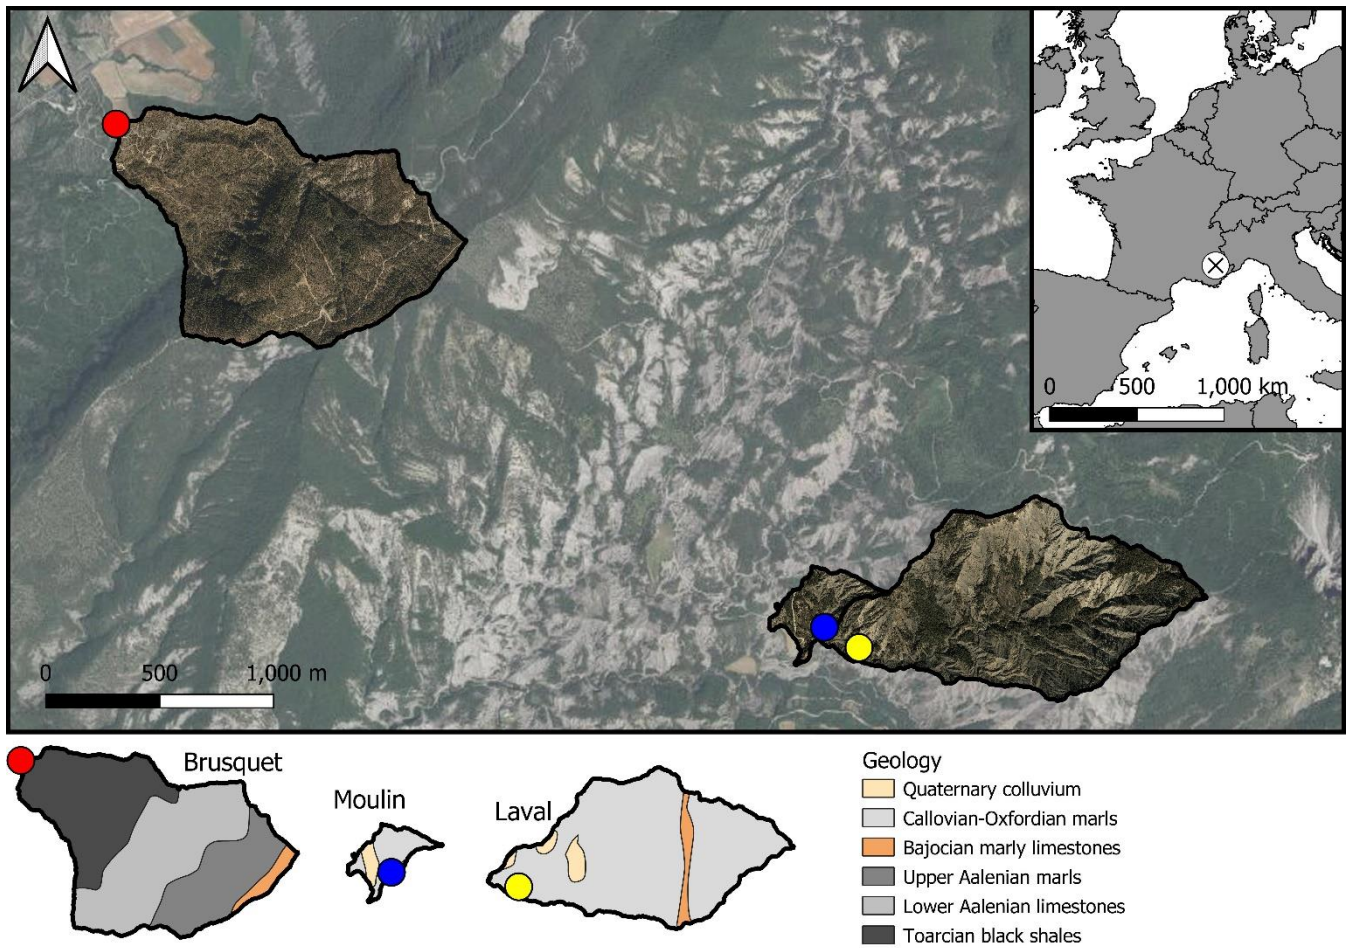 0 500 1,000 km
0 500 1,000 m
Brusquet
Moulin
Laval
Geology
Quaternary colluvium
Callovian-Oxfordian marls
Bajocian marly limestones
Upper Aalenian marls
Lower Aalenian limestones
Toarcian black shales